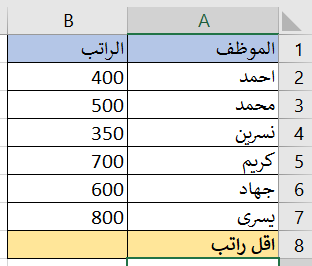 A B
1 الموظف الراتب
2 احمد 400
3 محمد 500
4 نسرين 350
5 كريم 700
6 جهاد 600
7 يسرى 800
8 اقل راتب